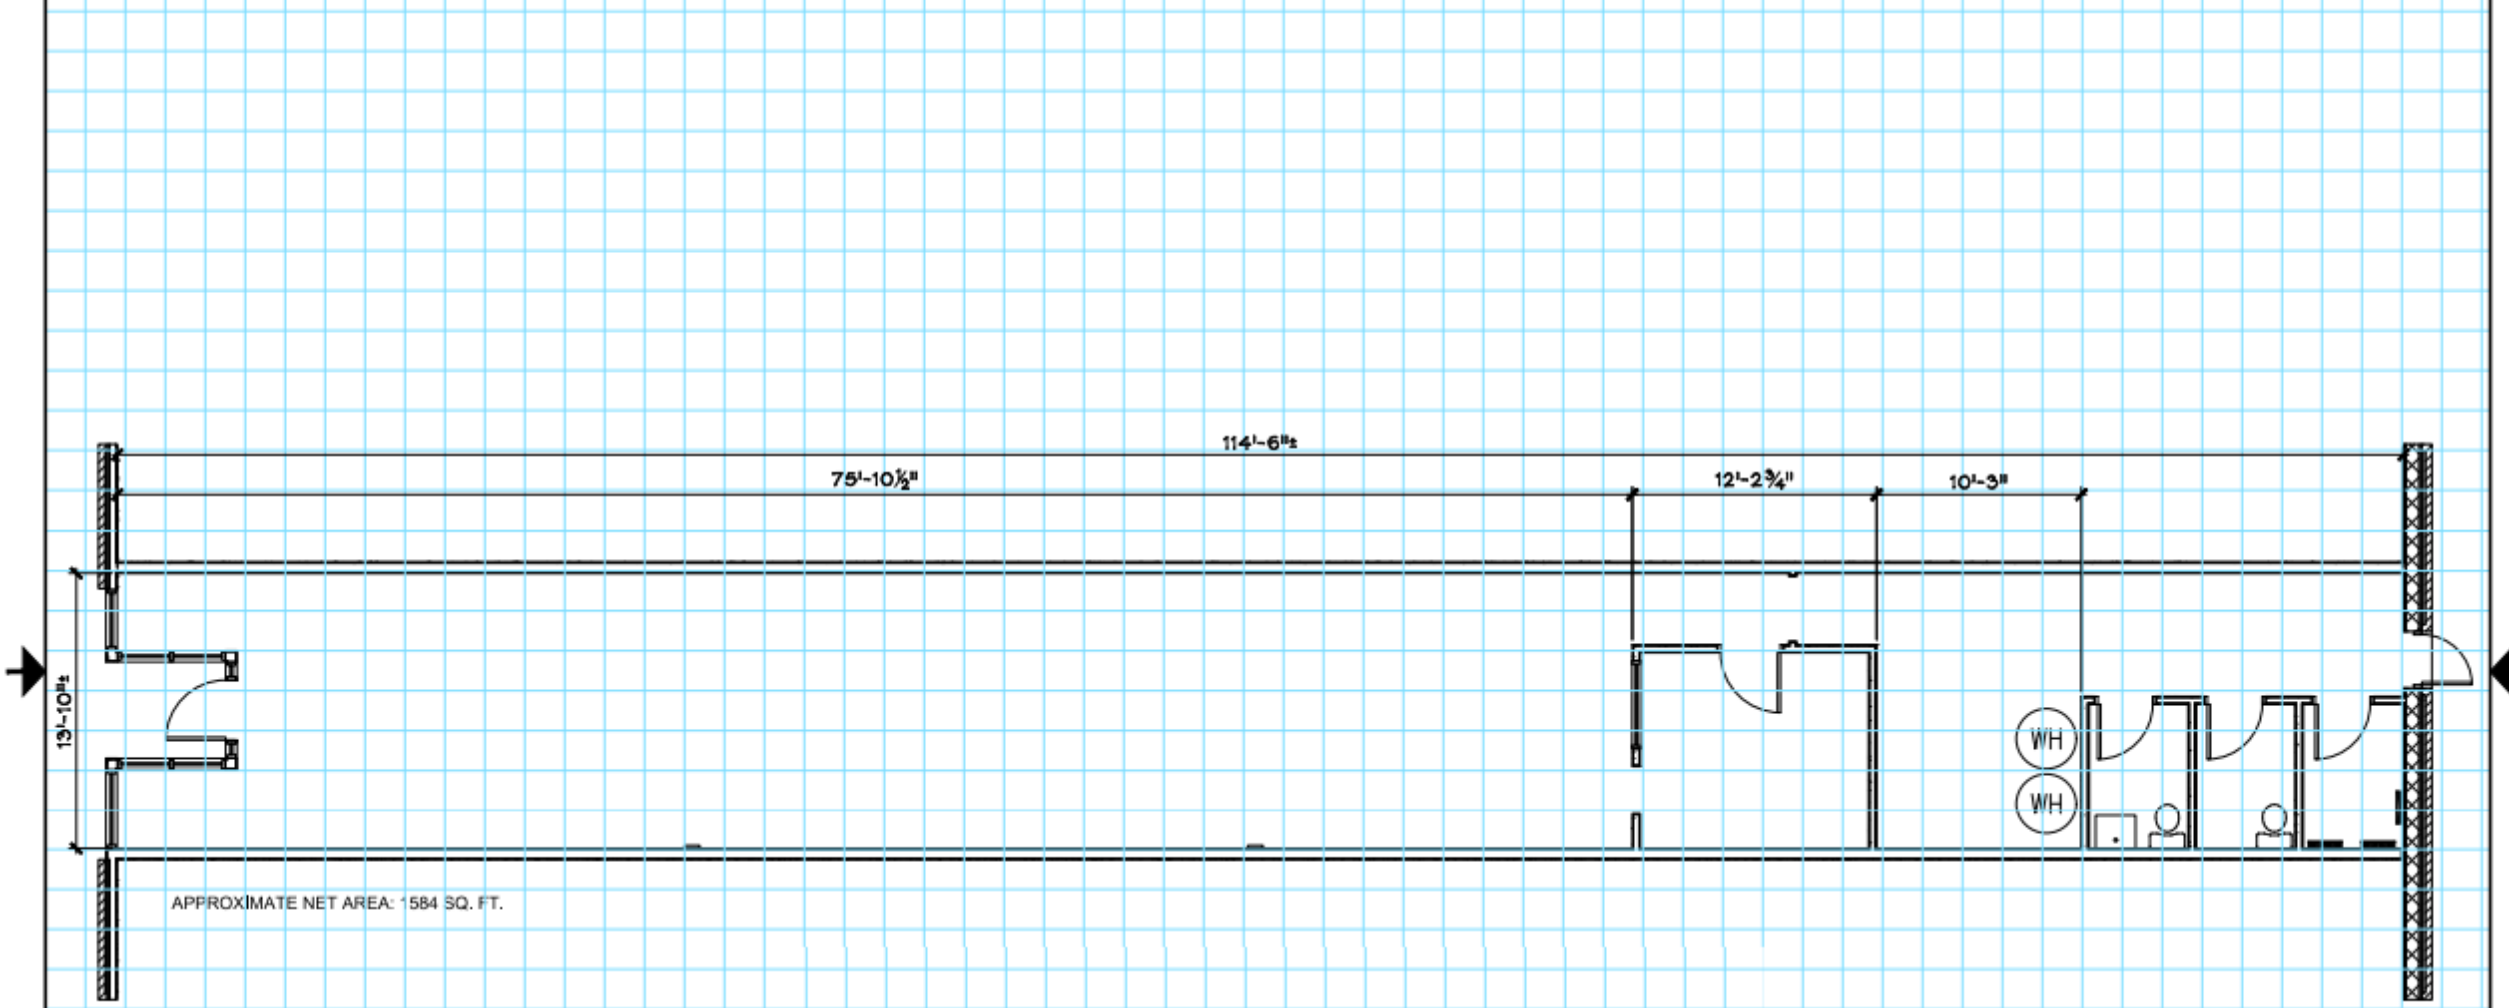 114'-6"±
75'-10½"
12'-2¾"
10'-3"
13'-10"±
WH
WH
APPROXIMATE NET AREA: 1584 SQ. FT.